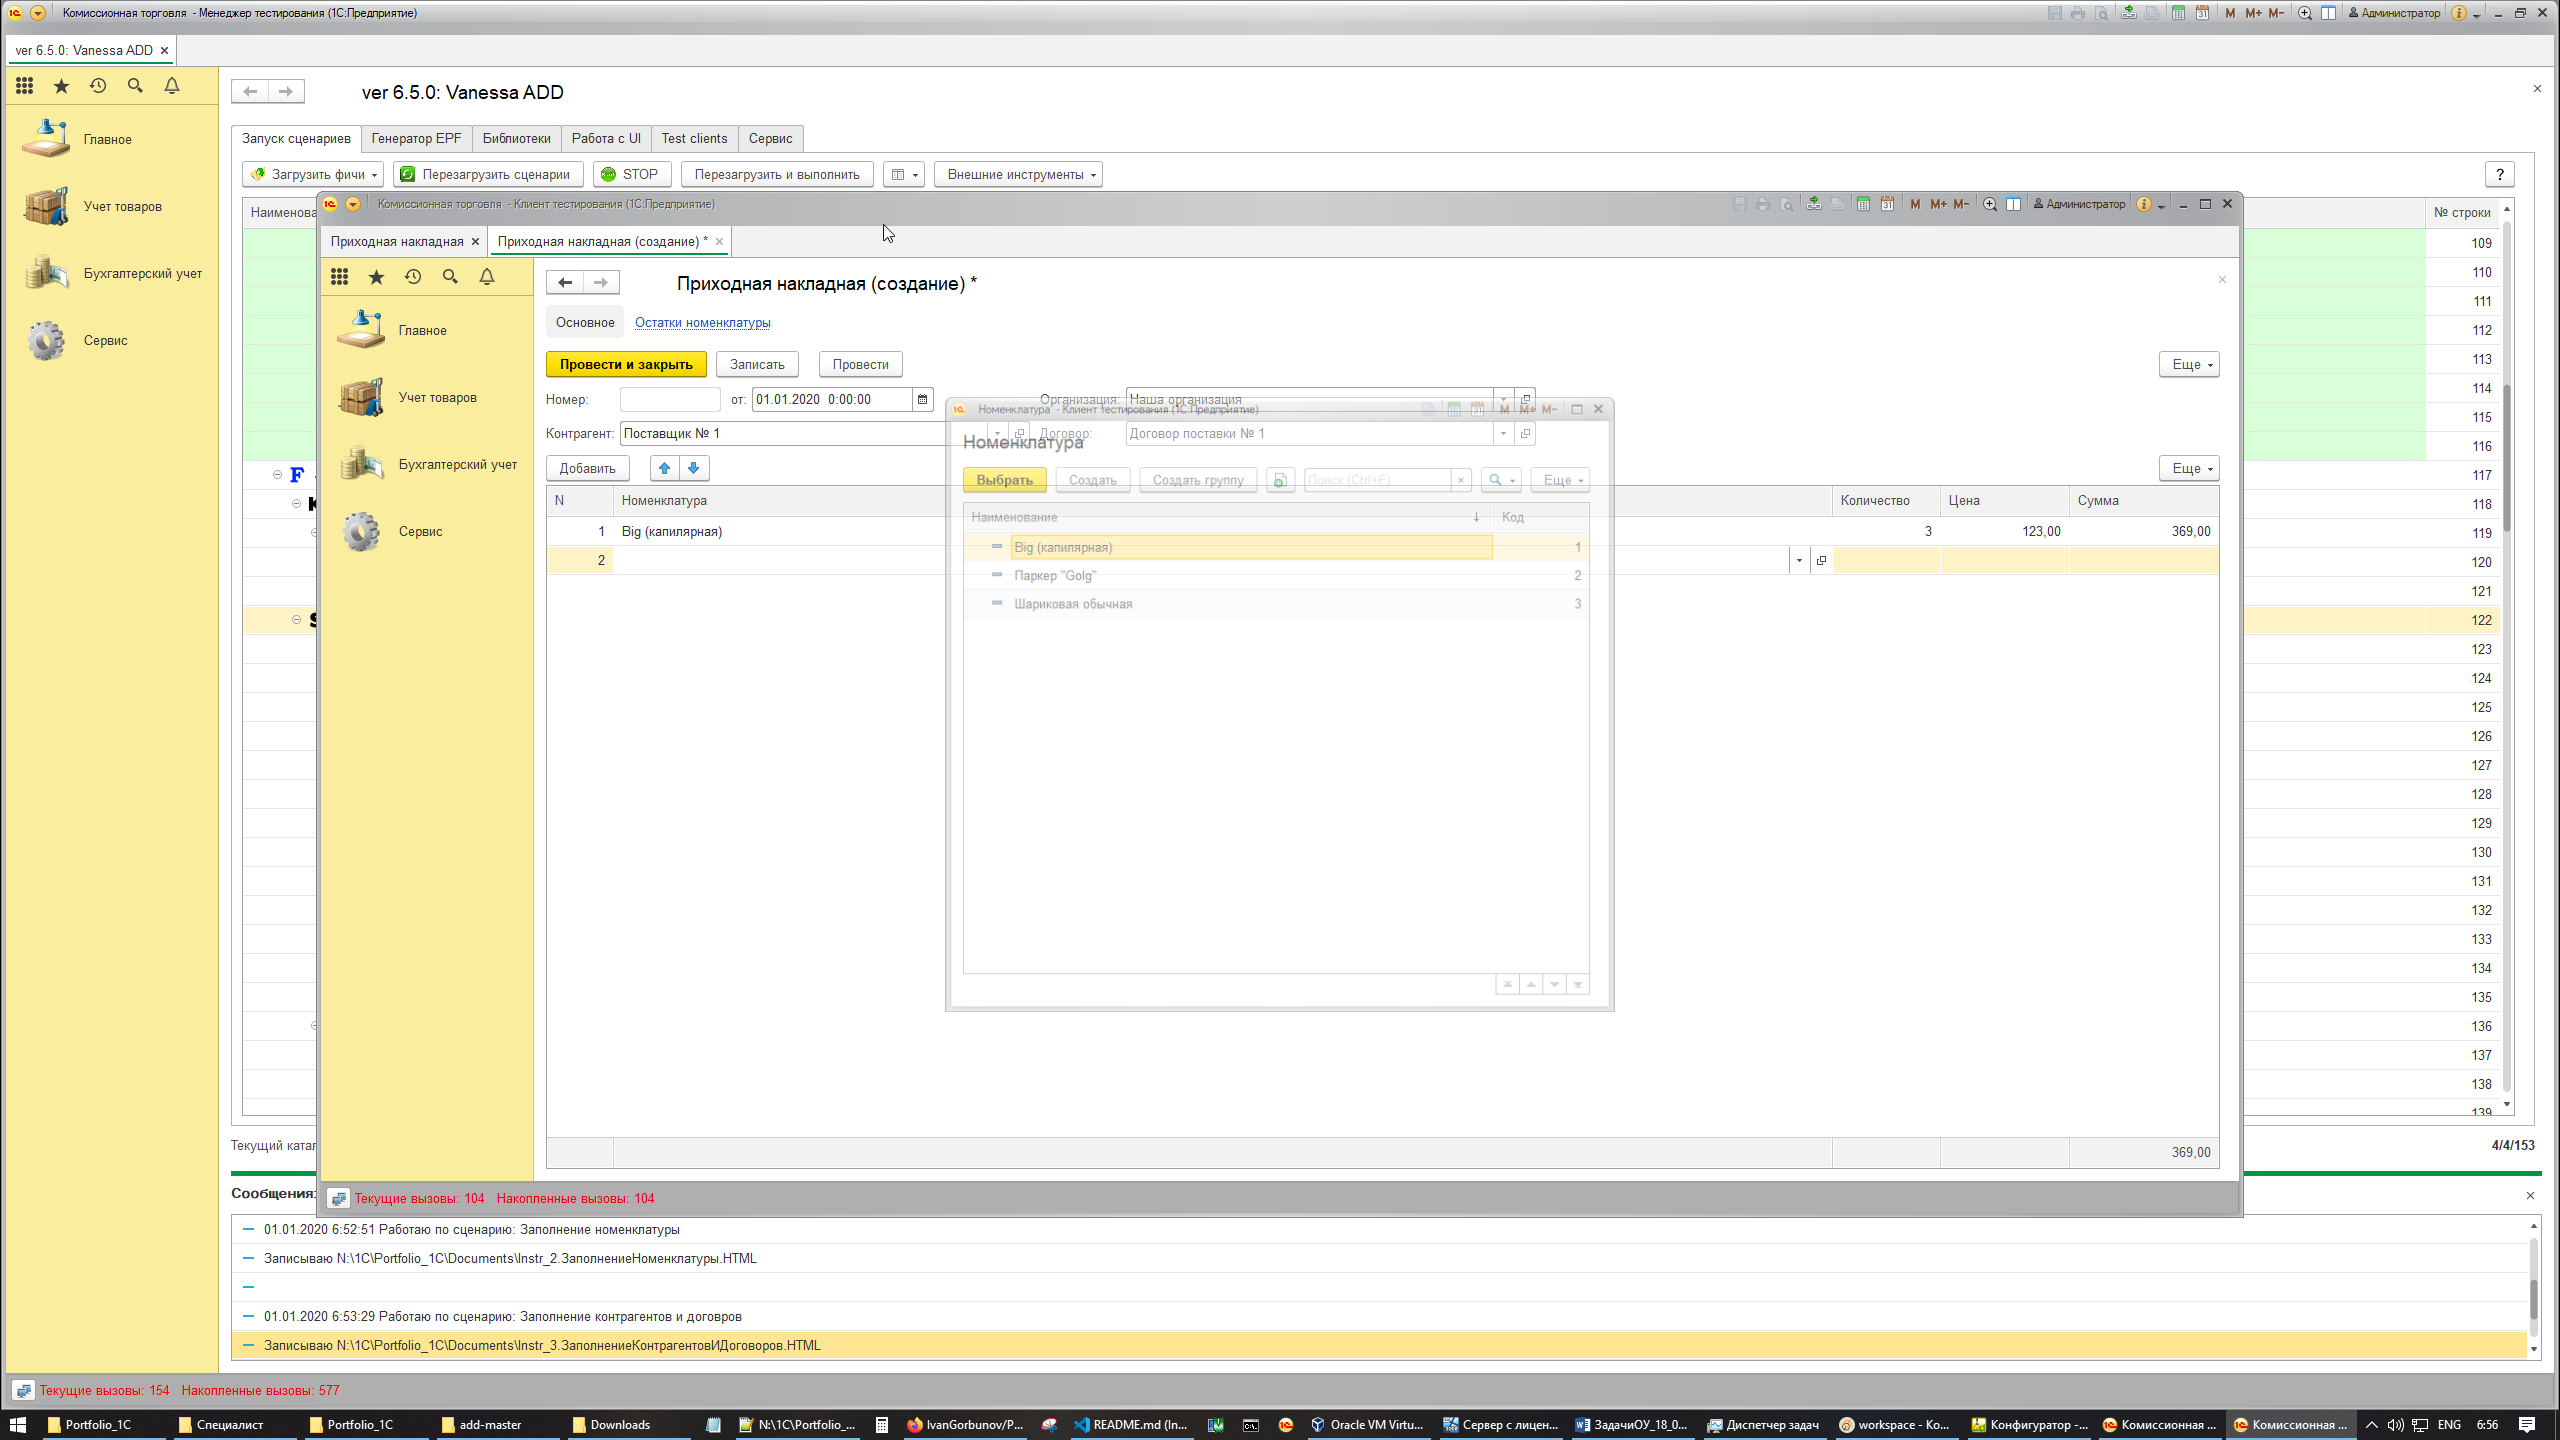 Комиссионная торговля - Менеджер тестирования (1С:Предприятие)
M M+ M- Администратор
ver 6.5.0: Vanessa ADD
ver 6.5.0: Vanessa ADD
Главное
Учет товаров
Бухгалтерский учет
Сервис
Запуск сценариев Генератор EPF Библиотеки Работа с UI Test clients Сервис
Загрузить фичи Перезагрузить сценарии STOP Перезагрузить и выполнить Внешние инструменты ?
Наименова № строки
109
110
111
112
113
114
115
116
117
118
119
120
121
122
123
124
125
126
127
128
129
130
131
132
133
134
135
136
137
138
139
F
Комиссионная торговля - Клиент тестирования (1С:Предприятие)
M M+ M- Администратор
Приходная накладная Приходная накладная (создание) *
Главное
Учет товаров
Бухгалтерский учет
Сервис
Приходная накладная (создание) *
Основное Остатки номенклатуры
Провести и закрыть Записать Провести Еще
Номер: от: 01.01.2020 0:00:00 Организация: Наша организация
Контрагент: Поставщик № 1 Договор: Договор поставки № 1
Добавить Еще
N Номенклатура Количество Цена Сумма
1 Big (капилярная) 3 123,00 369,00
2
369,00
Номенклатура - Клиент тестирования (1С:Предприятие)
M M+ M-
Номенклатура
Выбрать Создать Создать группу Поиск (Ctrl+F) Еще
Наименование Код
Big (капилярная) 1
Паркер "Golg" 2
Шариковая обычная 3
Текущие вызовы: 104 Накопленные вызовы: 104
Текущий катал 4/4/153
Сообщения:
01.01.2020 6:52:51 Работаю по сценарию: Заполнение номенклатуры
Записываю N:\1C\Portfolio_1C\Documents\Instr_2.ЗаполнениеНоменклатуры.HTML
01.01.2020 6:53:29 Работаю по сценарию: Заполнение контрагентов и договров
Записываю N:\1C\Portfolio_1C\Documents\Instr_3.ЗаполнениеКонтрагентовИДоговоров.HTML
Текущие вызовы: 154 Накопленные вызовы: 577
Portfolio_1C Специалист Portfolio_1C add-master Downloads N:\1C\Portfolio_... IvanGorbunov/P... README.md (In... Oracle VM Virtu... Сервер с лицен... ЗадачиОУ_18_0... Диспетчер задач workspace - Ко... Конфигуратор -... Комиссионная ... Комиссионная ... ENG 6:56